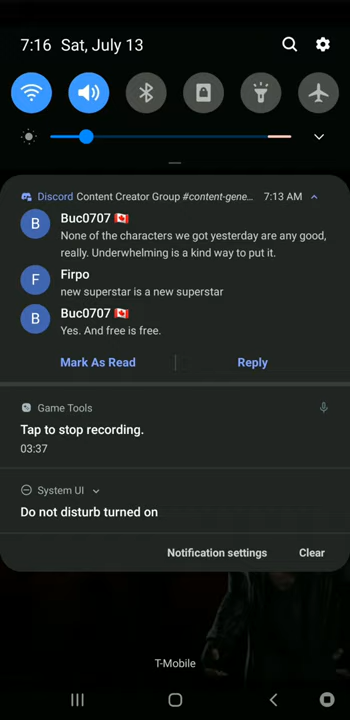 7:16 Sat, July 13
Discord Content Creator Group #content-gene... 7:13 AM
B Buc0707 🇨🇦
None of the characters we got yesterday are any good,
really. Underwhelming is a kind way to put it.
F Firpo
new superstar is a new superstar
B Buc0707 🇨🇦
Yes. And free is free.
Mark As Read Reply
Game Tools
Tap to stop recording.
03:37
System UI
Do not disturb turned on
Notification settings Clear
T-Mobile